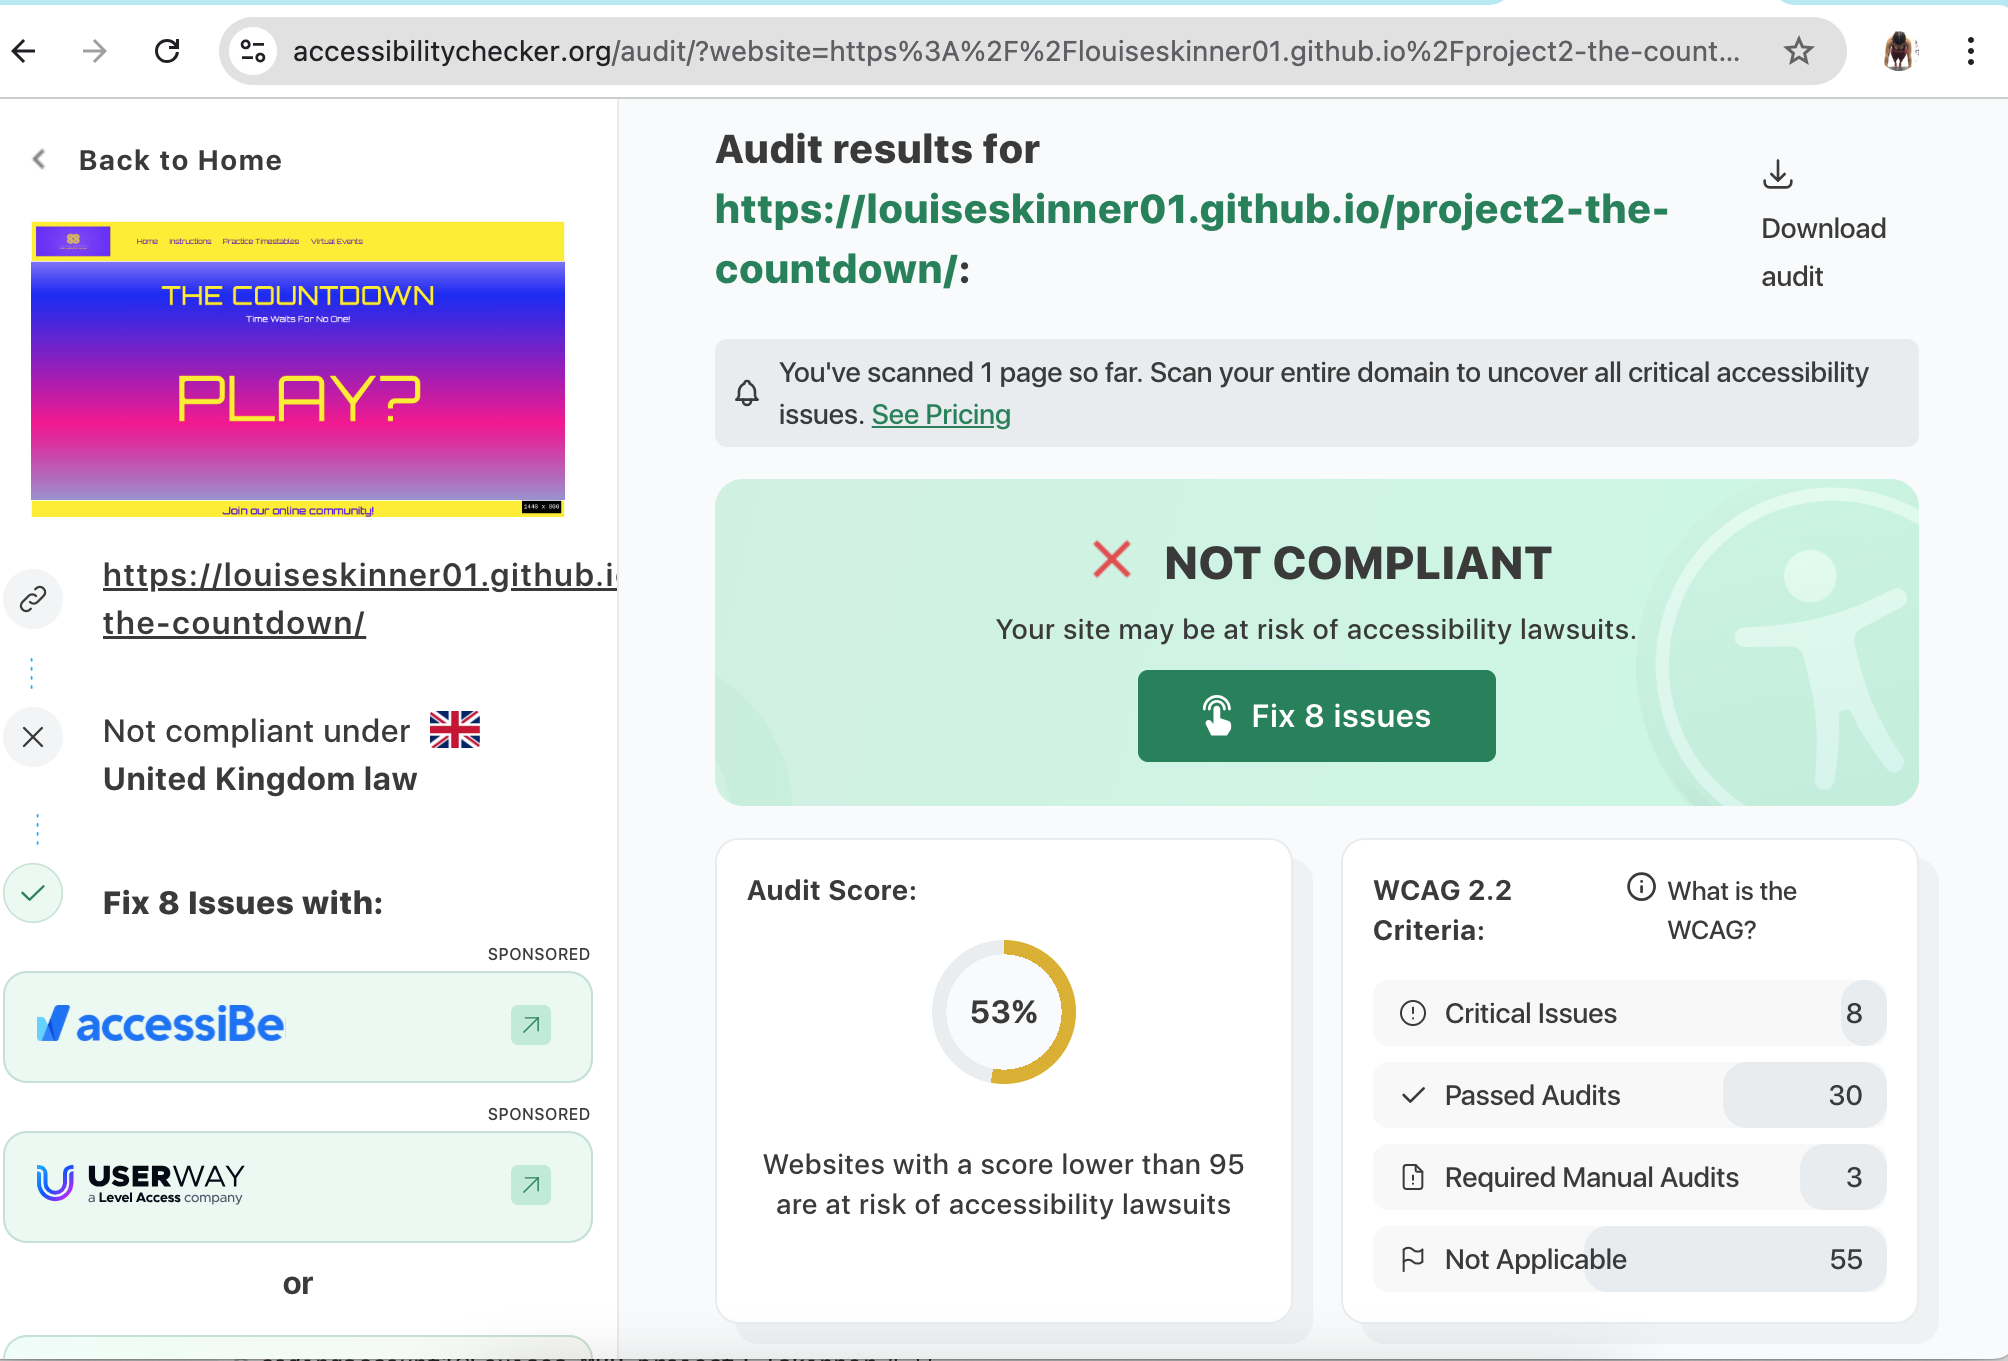 accessibilitychecker.org/audit/?website=https%3A%2F%2Flouiseskinner01.github.io%2Fproject2-the-count...
Back to Home
Home Instructions Practice Timestables Virtual Events
THE COUNTDOWN
Time Waits For No One!
PLAY?
Join our online community!
1440 x 800
https://louiseskinner01.github.i
the-countdown/
Not compliant under
United Kingdom law
Fix 8 Issues with:
SPONSORED
accessiBe
SPONSORED
USERWAY
a Level Access company
or
Audit results for
https://louiseskinner01.github.io/project2-the-
countdown/:
Download
audit
You've scanned 1 page so far. Scan your entire domain to uncover all critical accessibility
issues. See Pricing
NOT COMPLIANT
Your site may be at risk of accessibility lawsuits.
Fix 8 issues
Audit Score:
53%
Websites with a score lower than 95
are at risk of accessibility lawsuits
WCAG 2.2
Criteria:
What is the
WCAG?
Critical Issues 8
Passed Audits 30
Required Manual Audits 3
Not Applicable 55